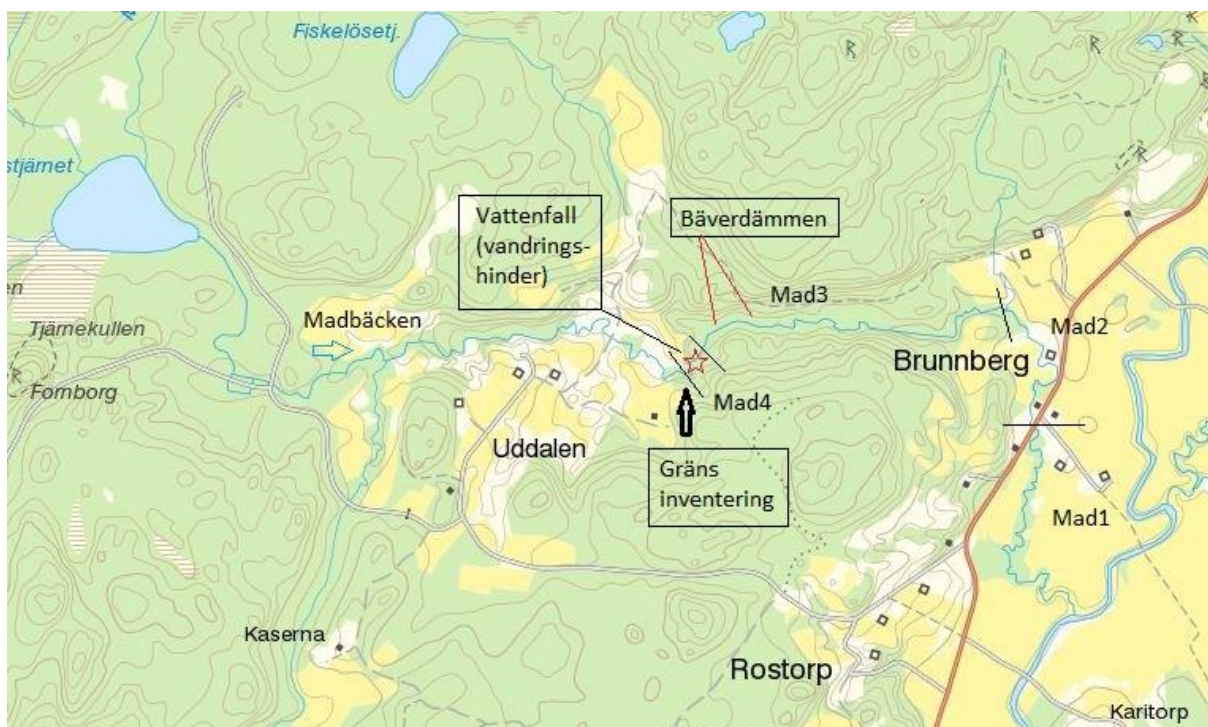 Fiskelösetj.
stjärnet
Vattenfall
(vandrings-
hinder)
Bäverdämmen
Mad3
Madbäcken
Tjärnekullen
Fornborg
Mad2
Brunnberg
Mad4
Uddalen
Gräns
inventering
Mad1
Kaserna
Rostorp
Karitorp
R
R
R
R
R